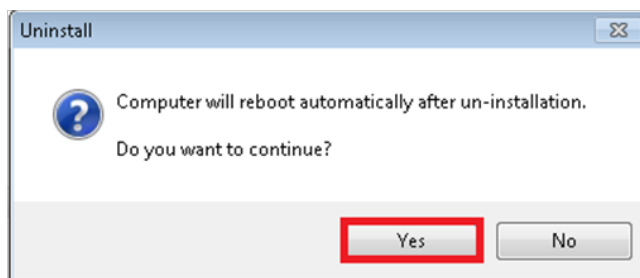 Uninstall
Computer will reboot automatically after un-installation.
Do you want to continue?
Yes
No